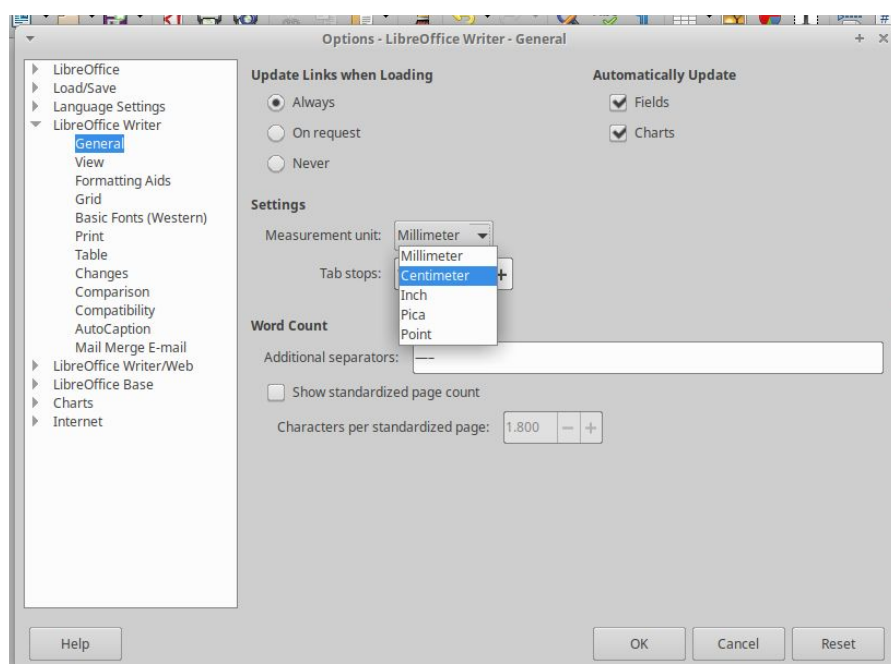 Options - LibreOffice Writer - General
LibreOffice
Load/Save
Language Settings
LibreOffice Writer
General
View
Formatting Aids
Grid
Basic Fonts (Western)
Print
Table
Changes
Comparison
Compatibility
AutoCaption
Mail Merge E-mail
LibreOffice Writer/Web
LibreOffice Base
Charts
Internet
Update Links when Loading
Always
On request
Never
Automatically Update
Fields
Charts
Settings
Measurement unit: Millimeter
Millimeter
Centimeter
Inch
Pica
Point
Tab stops: +
Word Count
Additional separators: —–
Show standardized page count
Characters per standardized page: 1.800 − +
Help
OK
Cancel
Reset